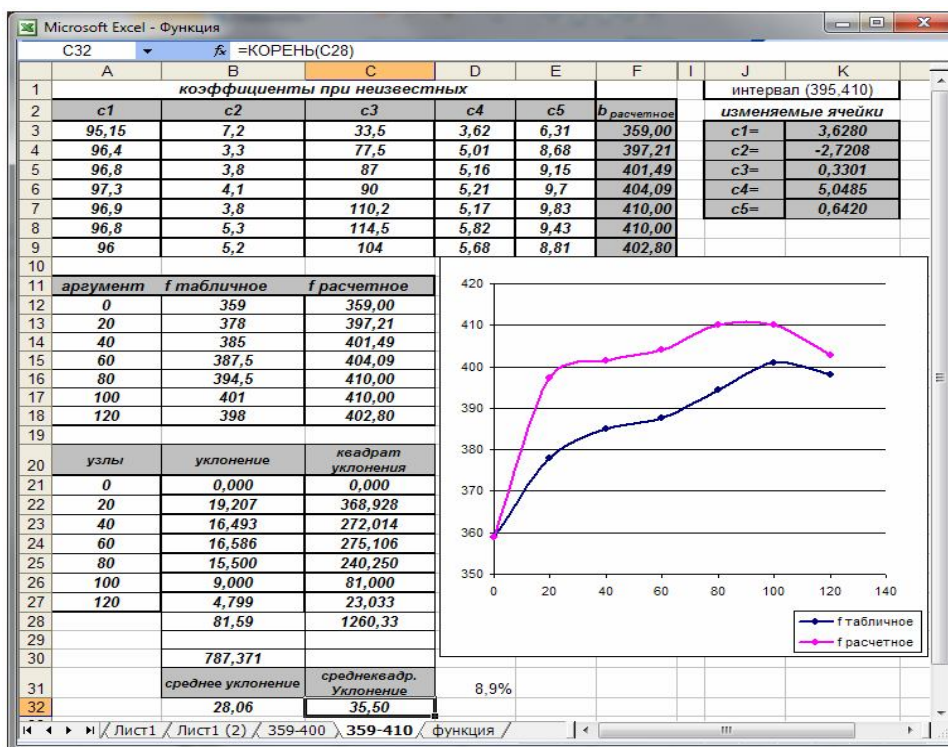 Microsoft Excel - Функция
C32 fx =КОРЕНЬ(C28)
A B C D E F I J K
1 коэффициенты при неизвестных интервал (395,410)
2 c1 c2 c3 c4 c5 b расчетное изменяемые ячейки
3 95,15 7,2 33,5 3,62 6,31 359,00 c1= 3,6280
4 96,4 3,3 77,5 5,01 8,68 397,21 c2= -2,7208
5 96,8 3,8 87 5,16 9,15 401,49 c3= 0,3301
6 97,3 4,1 90 5,21 9,7 404,09 c4= 5,0485
7 96,9 3,8 110,2 5,17 9,83 410,00 c5= 0,6420
8 96,8 5,3 114,5 5,82 9,43 410,00
9 96 5,2 104 5,68 8,81 402,80
10
11 аргумент f табличное f расчетное
12 0 359 359,00
13 20 378 397,21
14 40 385 401,49
15 60 387,5 404,09
16 80 394,5 410,00
17 100 401 410,00
18 120 398 402,80
19
20 узлы уклонение квадрат уклонения
21 0 0,000 0,000
22 20 19,207 368,928
23 40 16,493 272,014
24 60 16,586 275,106
25 80 15,500 240,250
26 100 9,000 81,000
27 120 4,799 23,033
28 81,59 1260,33
29
30 787,371
31 среднее уклонение среднеквадр. Уклонение 8,9%
32 28,06 35,50
420
410
400
390
380
370
360
350
0 20 40 60 80 100 120 140
f табличное
f расчетное
Лист1 Лист1 (2) 359-400 359-410 функция